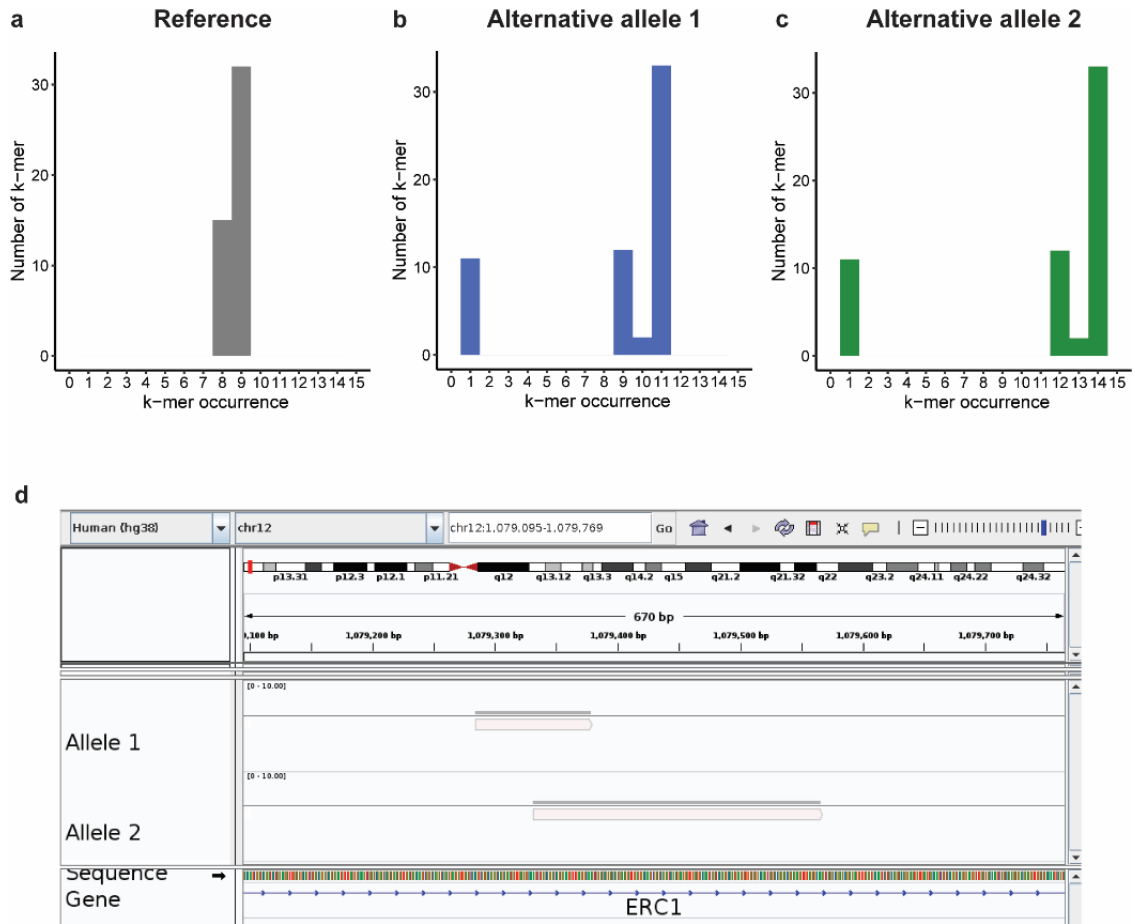 a Reference
b Alternative allele 1
c Alternative allele 2
Number of k-mer
30
20
10
0
0 1 2 3 4 5 6 7 8 9 10 11 12 13 14 15
k-mer occurrence
Number of k-mer
30
20
10
0
0 1 2 3 4 5 6 7 8 9 10 11 12 13 14 15
k-mer occurrence
Number of k-mer
30
20
10
0
0 1 2 3 4 5 6 7 8 9 10 11 12 13 14 15
k-mer occurrence
d
Human (hg38) chr12 chr12:1.079.095-1.079,769 Go
p13.31 p12.3 p12.1 p11.21 q12 q13.12 q13.3 q14.2 q15 q21.2 q21.32 q22 q23.2 q24.11 q24.22 q24.32
670 bp
,100 bp 1,079,200 bp 1,079,300 bp 1,079,400 bp 1,079,500 bp 1,079,600 bp 1,079,700 bp
[0 - 10.00]
Allele 1
[0 - 10.00]
Allele 2
Sequence
Gene
ERC1